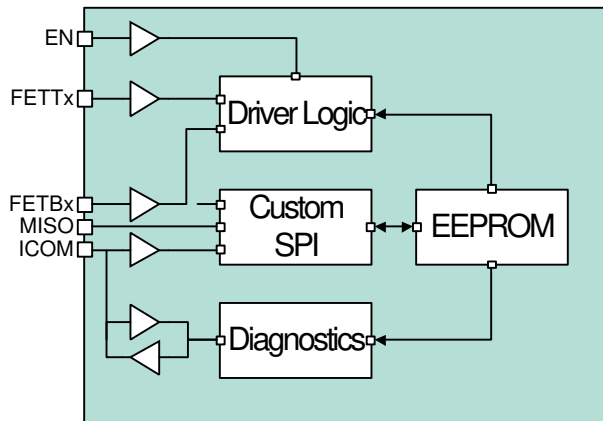 EN
FETTx
Driver Logic
FETBx
MISO
ICOM
Custom
SPI
EEPROM
Diagnostics